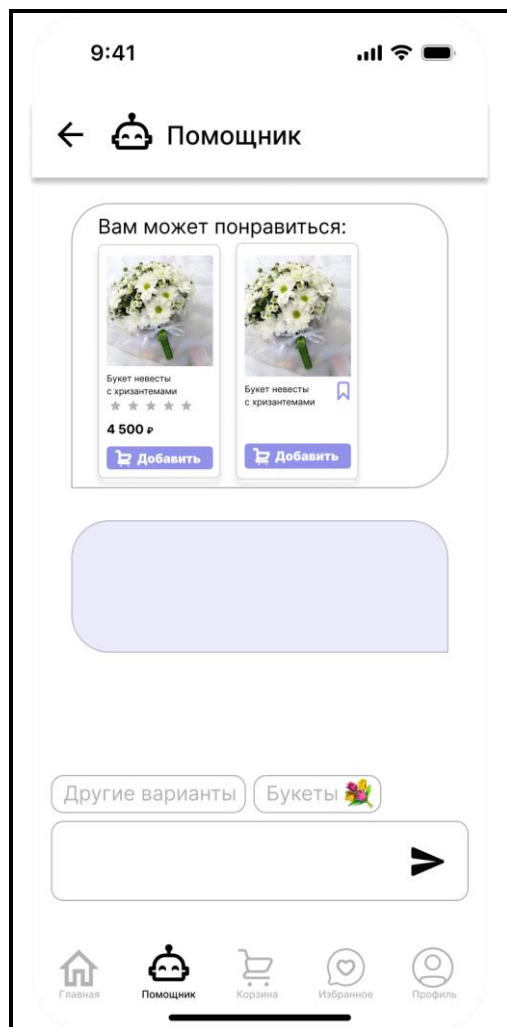 9:41
Помощник
Вам может понравиться:
Букет невесты
с хризантемами
4 500 ₽
Добавить
Букет невесты
с хризантемами
Добавить
Другие варианты
Букеты 💐
Главная
Помощник
Корзина
Избранное
Профиль